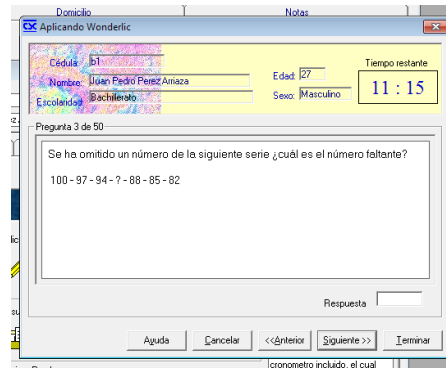 Domicilio
Notas
CX Aplicando Wonderlic
Cédula: b1
Nombre: Juan Pedro Perez Arriaza
Escolaridad: Bachillerato
Edad: 27
Sexo: Masculino
Tiempo restante
11 : 15
Pregunta 3 de 50
Se ha omitido un número de la siguiente serie ¿cuál es el número faltante?
100 - 97 - 94 - ? - 88 - 85 - 82
Respuesta
Ayuda
Cancelar
<<Anterior
Siguiente >>
Terminar
cronometro incluido, el cual